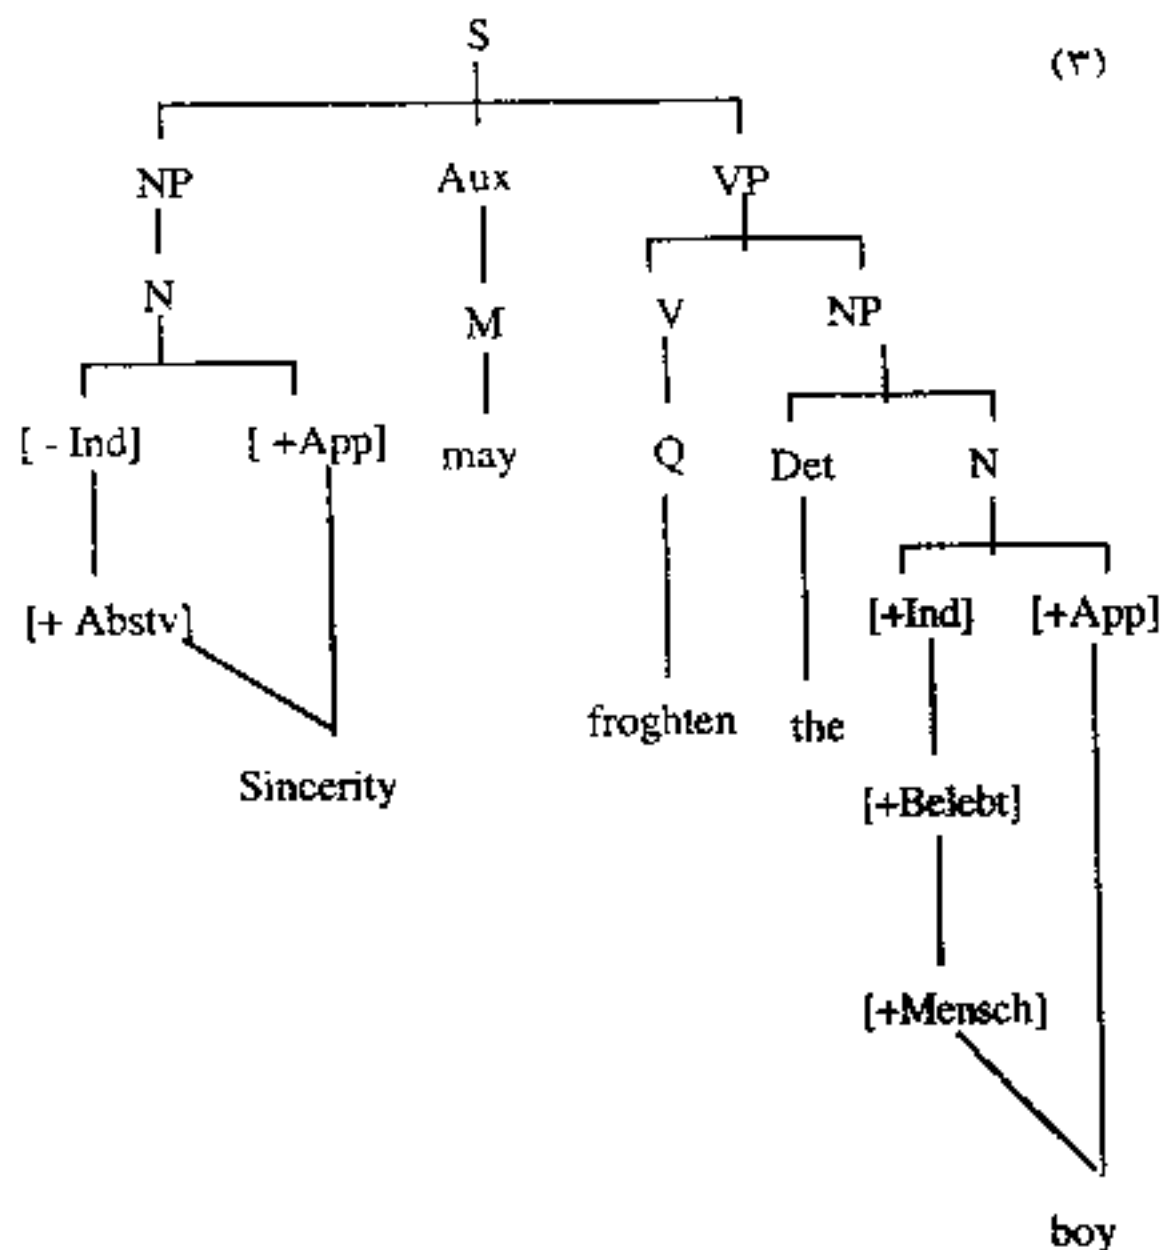 S
(٣)
NP Aux VP
N M V NP
[ - Ind] [ +App] may Q Det N
[+ Abstv] [+Ind] [+App]
froghten the
Sincerity
[+Belebt]
[+Mensch]
boy